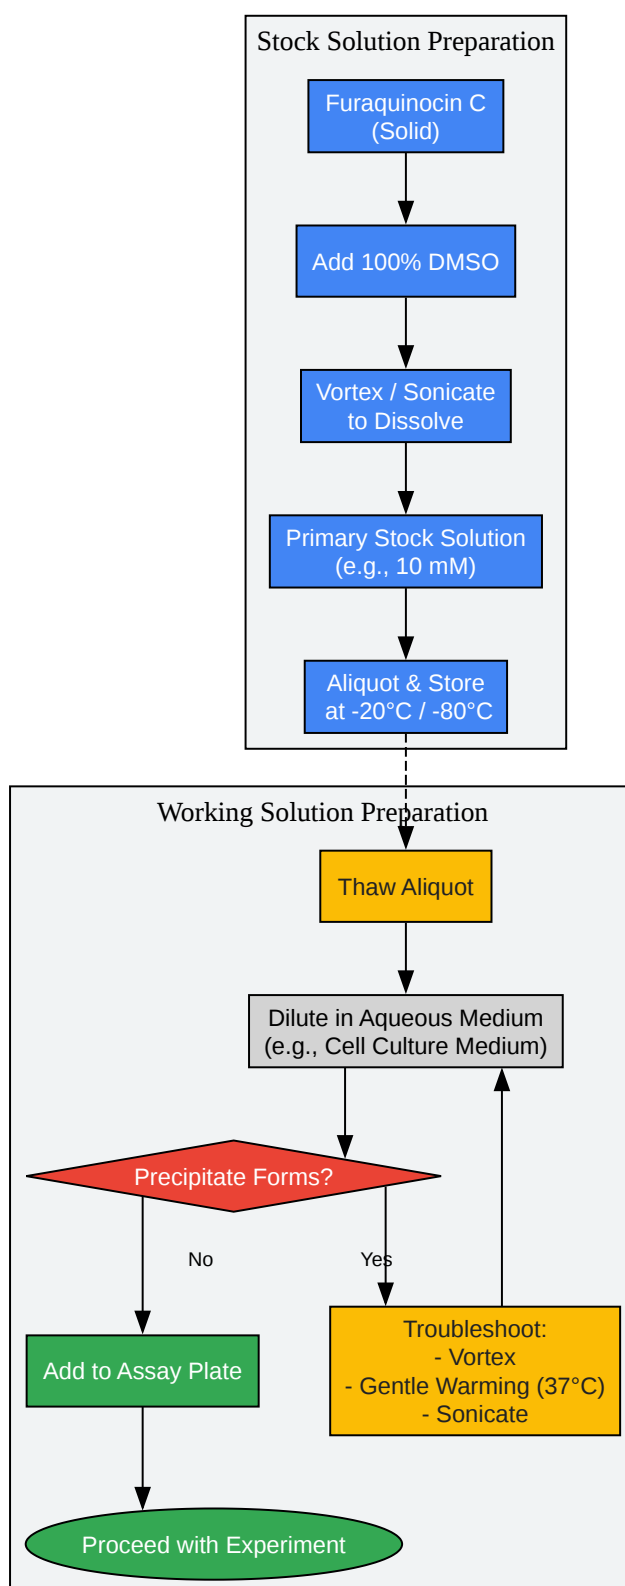 Stock Solution Preparation
Furaquinocin C
(Solid)
Add 100% DMSO
Vortex / Sonicate
to Dissolve
Primary Stock Solution
(e.g., 10 mM)
Aliquot & Store
at -20°C / -80°C
Working Solution Preparation
Thaw Aliquot
Dilute in Aqueous Medium
(e.g., Cell Culture Medium)
Precipitate Forms?
No
Yes
Add to Assay Plate
Troubleshoot:
- Vortex
- Gentle Warming (37°C)
- Sonicate
Proceed with Experiment